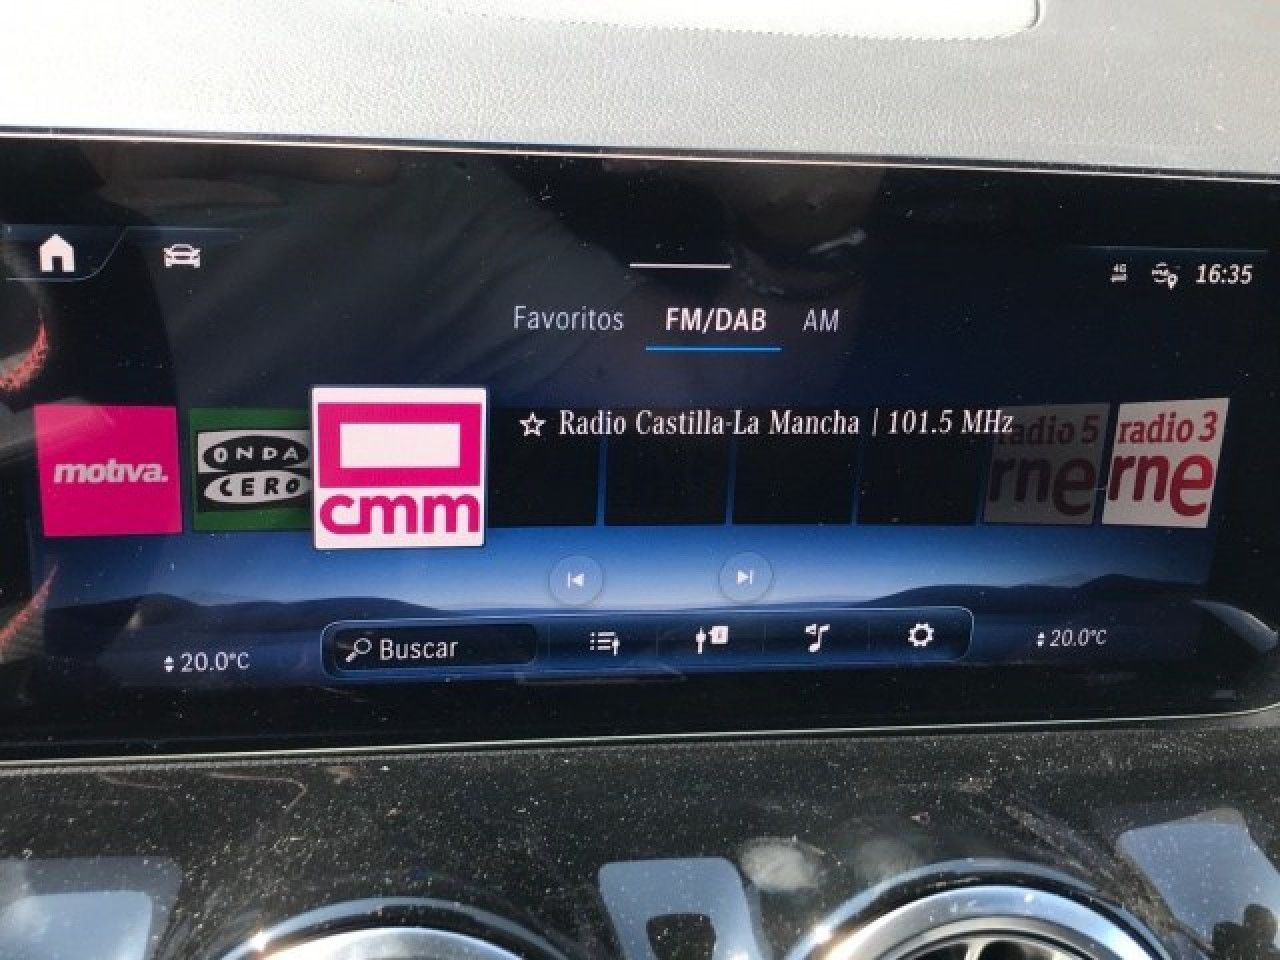 4G
16:35
Favoritos FM/DAB AM
motiva.
ONDA
CERO
cmm
Radio Castilla-La Mancha | 101.5 MHz
radio 5
rne
radio 3
rne
20.0°C
Buscar
20.0°C